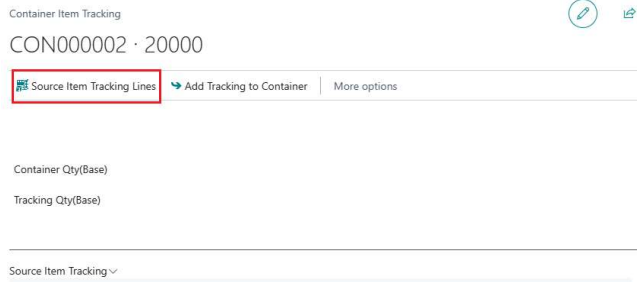 Container Item Tracking
CON000002 · 20000
Source Item Tracking Lines Add Tracking to Container More options
Container Qty(Base)
Tracking Qty(Base)
Source Item Tracking